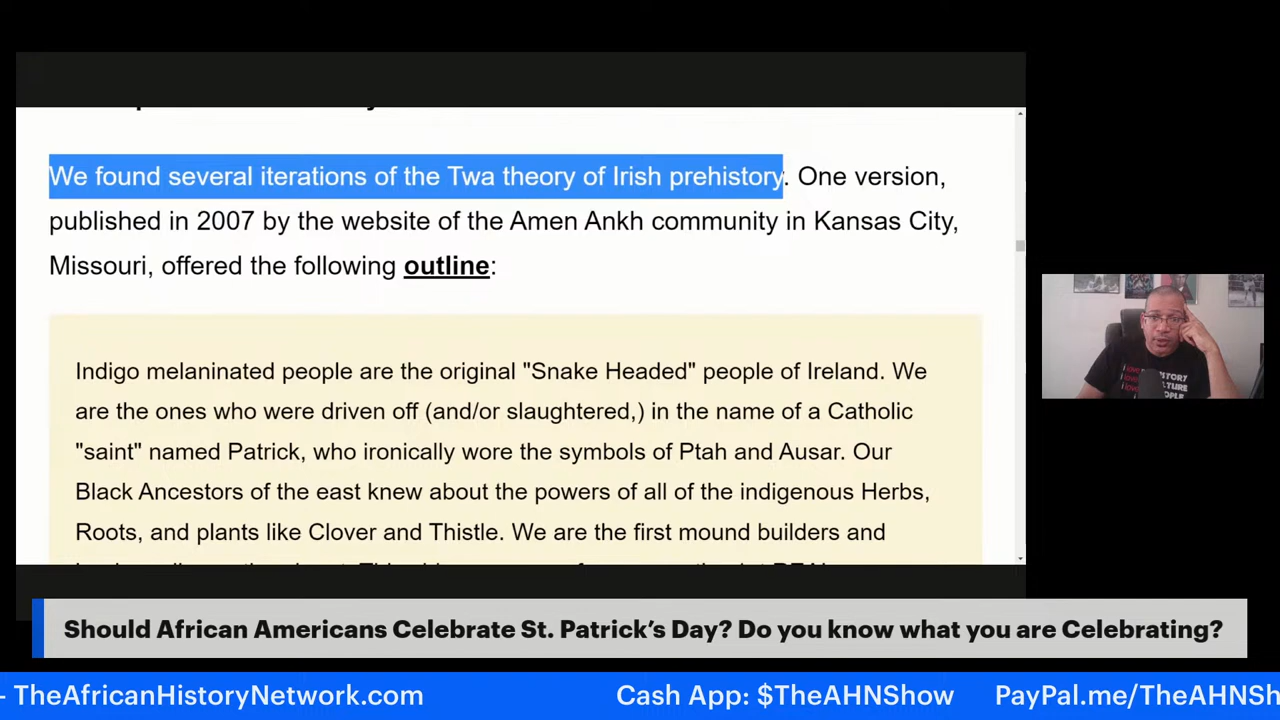 We found several iterations of the Twa theory of Irish prehistory. One version,
published in 2007 by the website of the Amen Ankh community in Kansas City,
Missouri, offered the following outline:
Indigo melaninated people are the original "Snake Headed" people of Ireland. We
are the ones who were driven off (and/or slaughtered,) in the name of a Catholic
"saint" named Patrick, who ironically wore the symbols of Ptah and Ausar. Our
Black Ancestors of the east knew about the powers of all of the indigenous Herbs,
Roots, and plants like Clover and Thistle. We are the first mound builders and
Should African Americans Celebrate St. Patrick's Day? Do you know what you are Celebrating?
- TheAfricanHistoryNetwork.com Cash App: $TheAHNShow PayPal.me/TheAHNSh